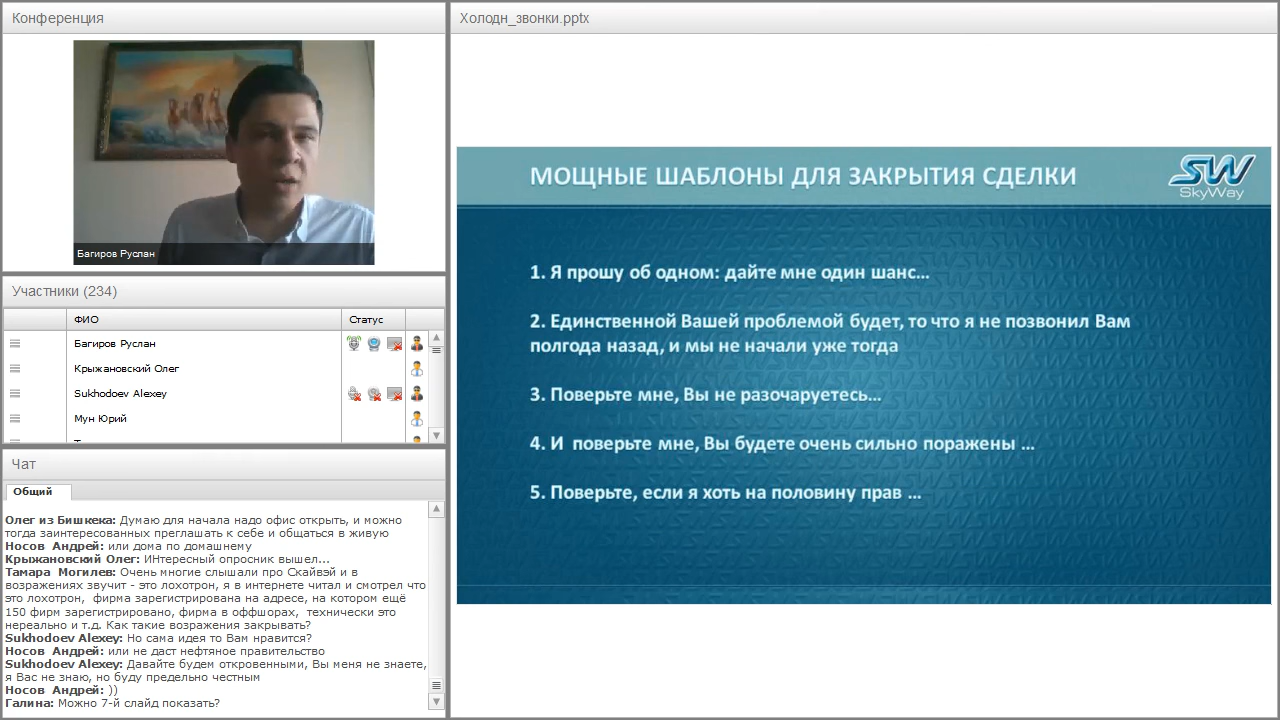 Конференция
Багиров Руслан
Участники (234)
ФИО
Статус
Багиров Руслан
Крыжановский Олег
Sukhodoev Alexey
Мун Юрий
Чат
Общий
Олег из Бишкека: Думаю для начала надо офис открыть, и можно
тогда заинтересованных преглашать к себе и общаться в живую
Носов Андрей: или дома по домашнему
Крыжановский Олег: ИНтересный опросник вышел...
Тамара Могилев: Очень многие слышали про Скайвэй и в
возражениях звучит - это лохотрон, я в интернете читал и смотрел что
это лохотрон, фирма зарегистрирована на адресе, на котором ещё
150 фирм зарегистрировано, фирма в оффшорах, технически это
нереально и т.д. Как такие возражения закрывать?
Sukhodoev Alexey: Но сама идея то Вам нравится?
Носов Андрей: или не даст нефтяное правительство
Sukhodoev Alexey: Давайте будем откровенными, Вы меня не знаете,
я Вас не знаю, но буду предельно честным
Носов Андрей: ))
Галина: Можно 7-й слайд показать?
Холодн_звонки.pptx
МОЩНЫЕ ШАБЛОНЫ ДЛЯ ЗАКРЫТИЯ СДЕЛКИ
SW
SkyWay
1. Я прошу об одном: дайте мне один шанс...
2. Единственной Вашей проблемой будет, то что я не позвонил Вам
полгода назад, и мы не начали уже тогда
3. Поверьте мне, Вы не разочаруетесь...
4. И поверьте мне, Вы будете очень сильно поражены ...
5. Поверьте, если я хоть на половину прав ...